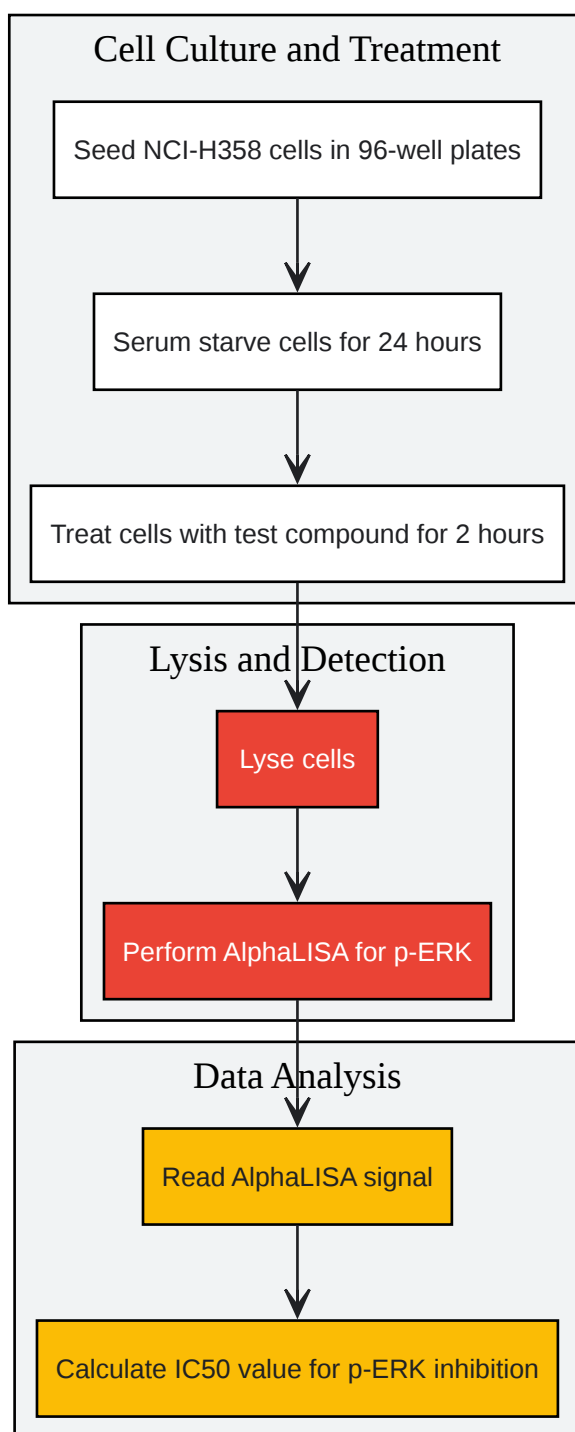 Cell Culture and Treatment
Seed NCI-H358 cells in 96-well plates
Serum starve cells for 24 hours
Treat cells with test compound for 2 hours
Lysis and Detection
Lyse cells
Perform AlphaLISA for p-ERK
Data Analysis
Read AlphaLISA signal
Calculate IC50 value for p-ERK inhibition